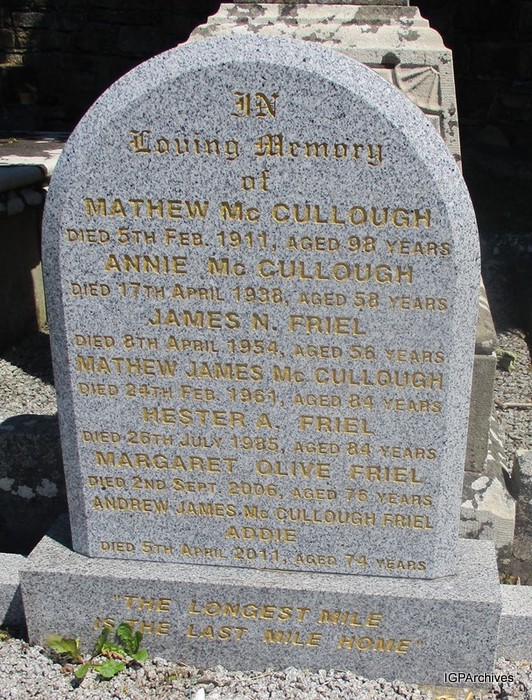 IN
Loving Memory
of
MATHEW Mc CULLOUGH
DIED 5TH FEB. 1911, AGED 98 YEARS
ANNIE Mc CULLOUGH
DIED 17TH APRIL 1938, AGED 58 YEARS
JAMES N. FRIEL
DIED 8TH APRIL 1954, AGED 56 YEARS
MATHEW JAMES Mc CULLOUGH
DIED 24TH FEB. 1961, AGED 84 YEARS
HESTER A. FRIEL
DIED 26TH JULY 1985, AGED 84 YEARS
MARGARET OLIVE FRIEL
DIED 2ND SEPT. 2006, AGED 76 YEARS
ANDREW JAMES Mc CULLOUGH FRIEL
ADDIE
DIED 5TH APRIL 2011, AGED 74 YEARS
"THE LONGEST MILE
IS THE LAST MILE HOME"
IGPArchives